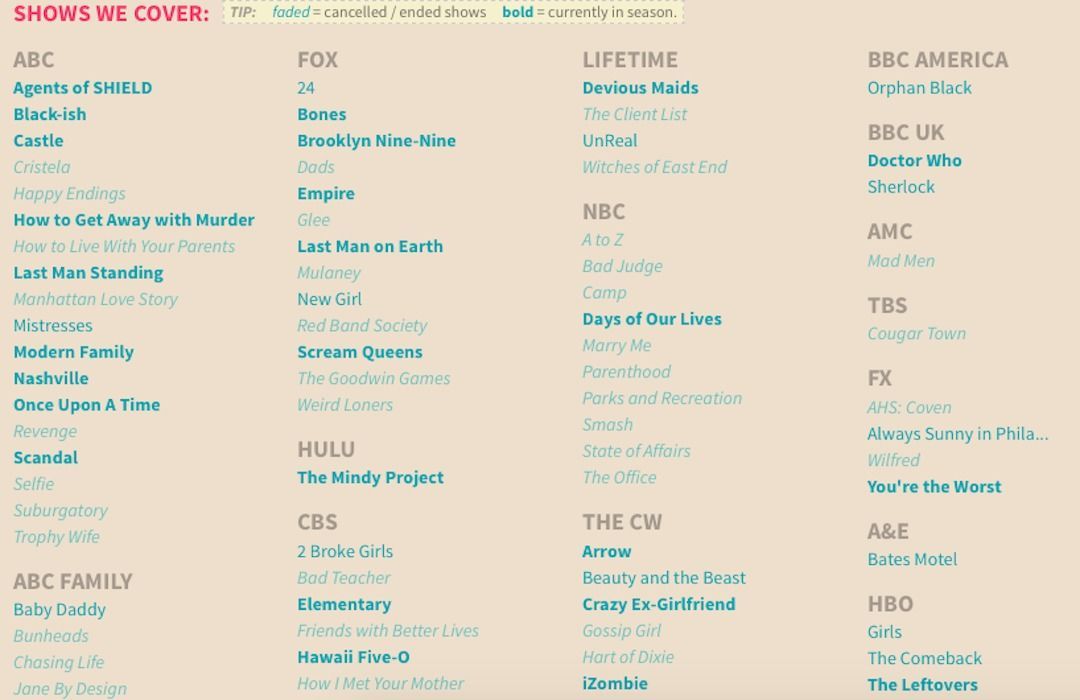 SHOWS WE COVER: TIP: faded = cancelled / ended shows bold = currently in season.
ABC
Agents of SHIELD
Black-ish
Castle
Cristela
Happy Endings
How to Get Away with Murder
How to Live With Your Parents
Last Man Standing
Manhattan Love Story
Mistresses
Modern Family
Nashville
Once Upon A Time
Revenge
Scandal
Selfie
Suburgatory
Trophy Wife
ABC FAMILY
Baby Daddy
Bunheads
Chasing Life
Jane By Design
FOX
24
Bones
Brooklyn Nine-Nine
Dads
Empire
Glee
Last Man on Earth
Mulaney
New Girl
Red Band Society
Scream Queens
The Goodwin Games
Weird Loners
HULU
The Mindy Project
CBS
2 Broke Girls
Bad Teacher
Elementary
Friends with Better Lives
Hawaii Five-O
How I Met Your Mother
LIFETIME
Devious Maids
The Client List
UnReal
Witches of East End
NBC
A to Z
Bad Judge
Camp
Days of Our Lives
Marry Me
Parenthood
Parks and Recreation
Smash
State of Affairs
The Office
THE CW
Arrow
Beauty and the Beast
Crazy Ex-Girlfriend
Gossip Girl
Hart of Dixie
iZombie
BBC AMERICA
Orphan Black
BBC UK
Doctor Who
Sherlock
AMC
Mad Men
TBS
Cougar Town
FX
AHS: Coven
Always Sunny in Phila...
Wilfred
You're the Worst
A&E
Bates Motel
HBO
Girls
The Comeback
The Leftovers